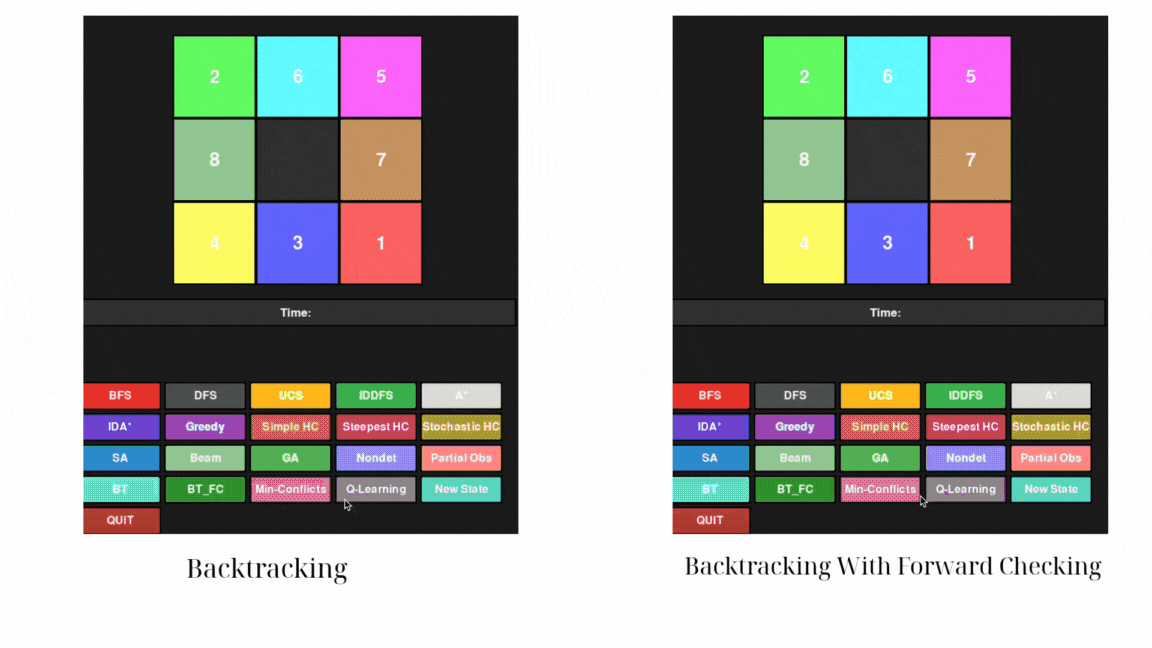 2 6 5
8 7
4 3 1
Time:
BFS DFS UCS IDDFS A*
IDA* Greedy Simple HC Steepest HC Stochastic HC
SA Beam GA Nondet Partial Obs
BT BT_FC Min-Conflicts Q-Learning New State
QUIT
Backtracking
2 6 5
8 7
4 3 1
Time:
BFS DFS UCS IDDFS A*
IDA* Greedy Simple HC Steepest HC Stochastic HC
SA Beam GA Nondet Partial Obs
BT BT_FC Min-Conflicts Q-Learning New State
QUIT
Backtracking With Forward Checking